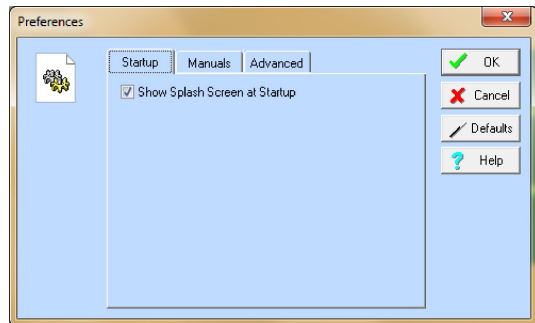 Preferences
Startup Manuals Advanced
Show Splash Screen at Startup
OK
Cancel
Defaults
Help